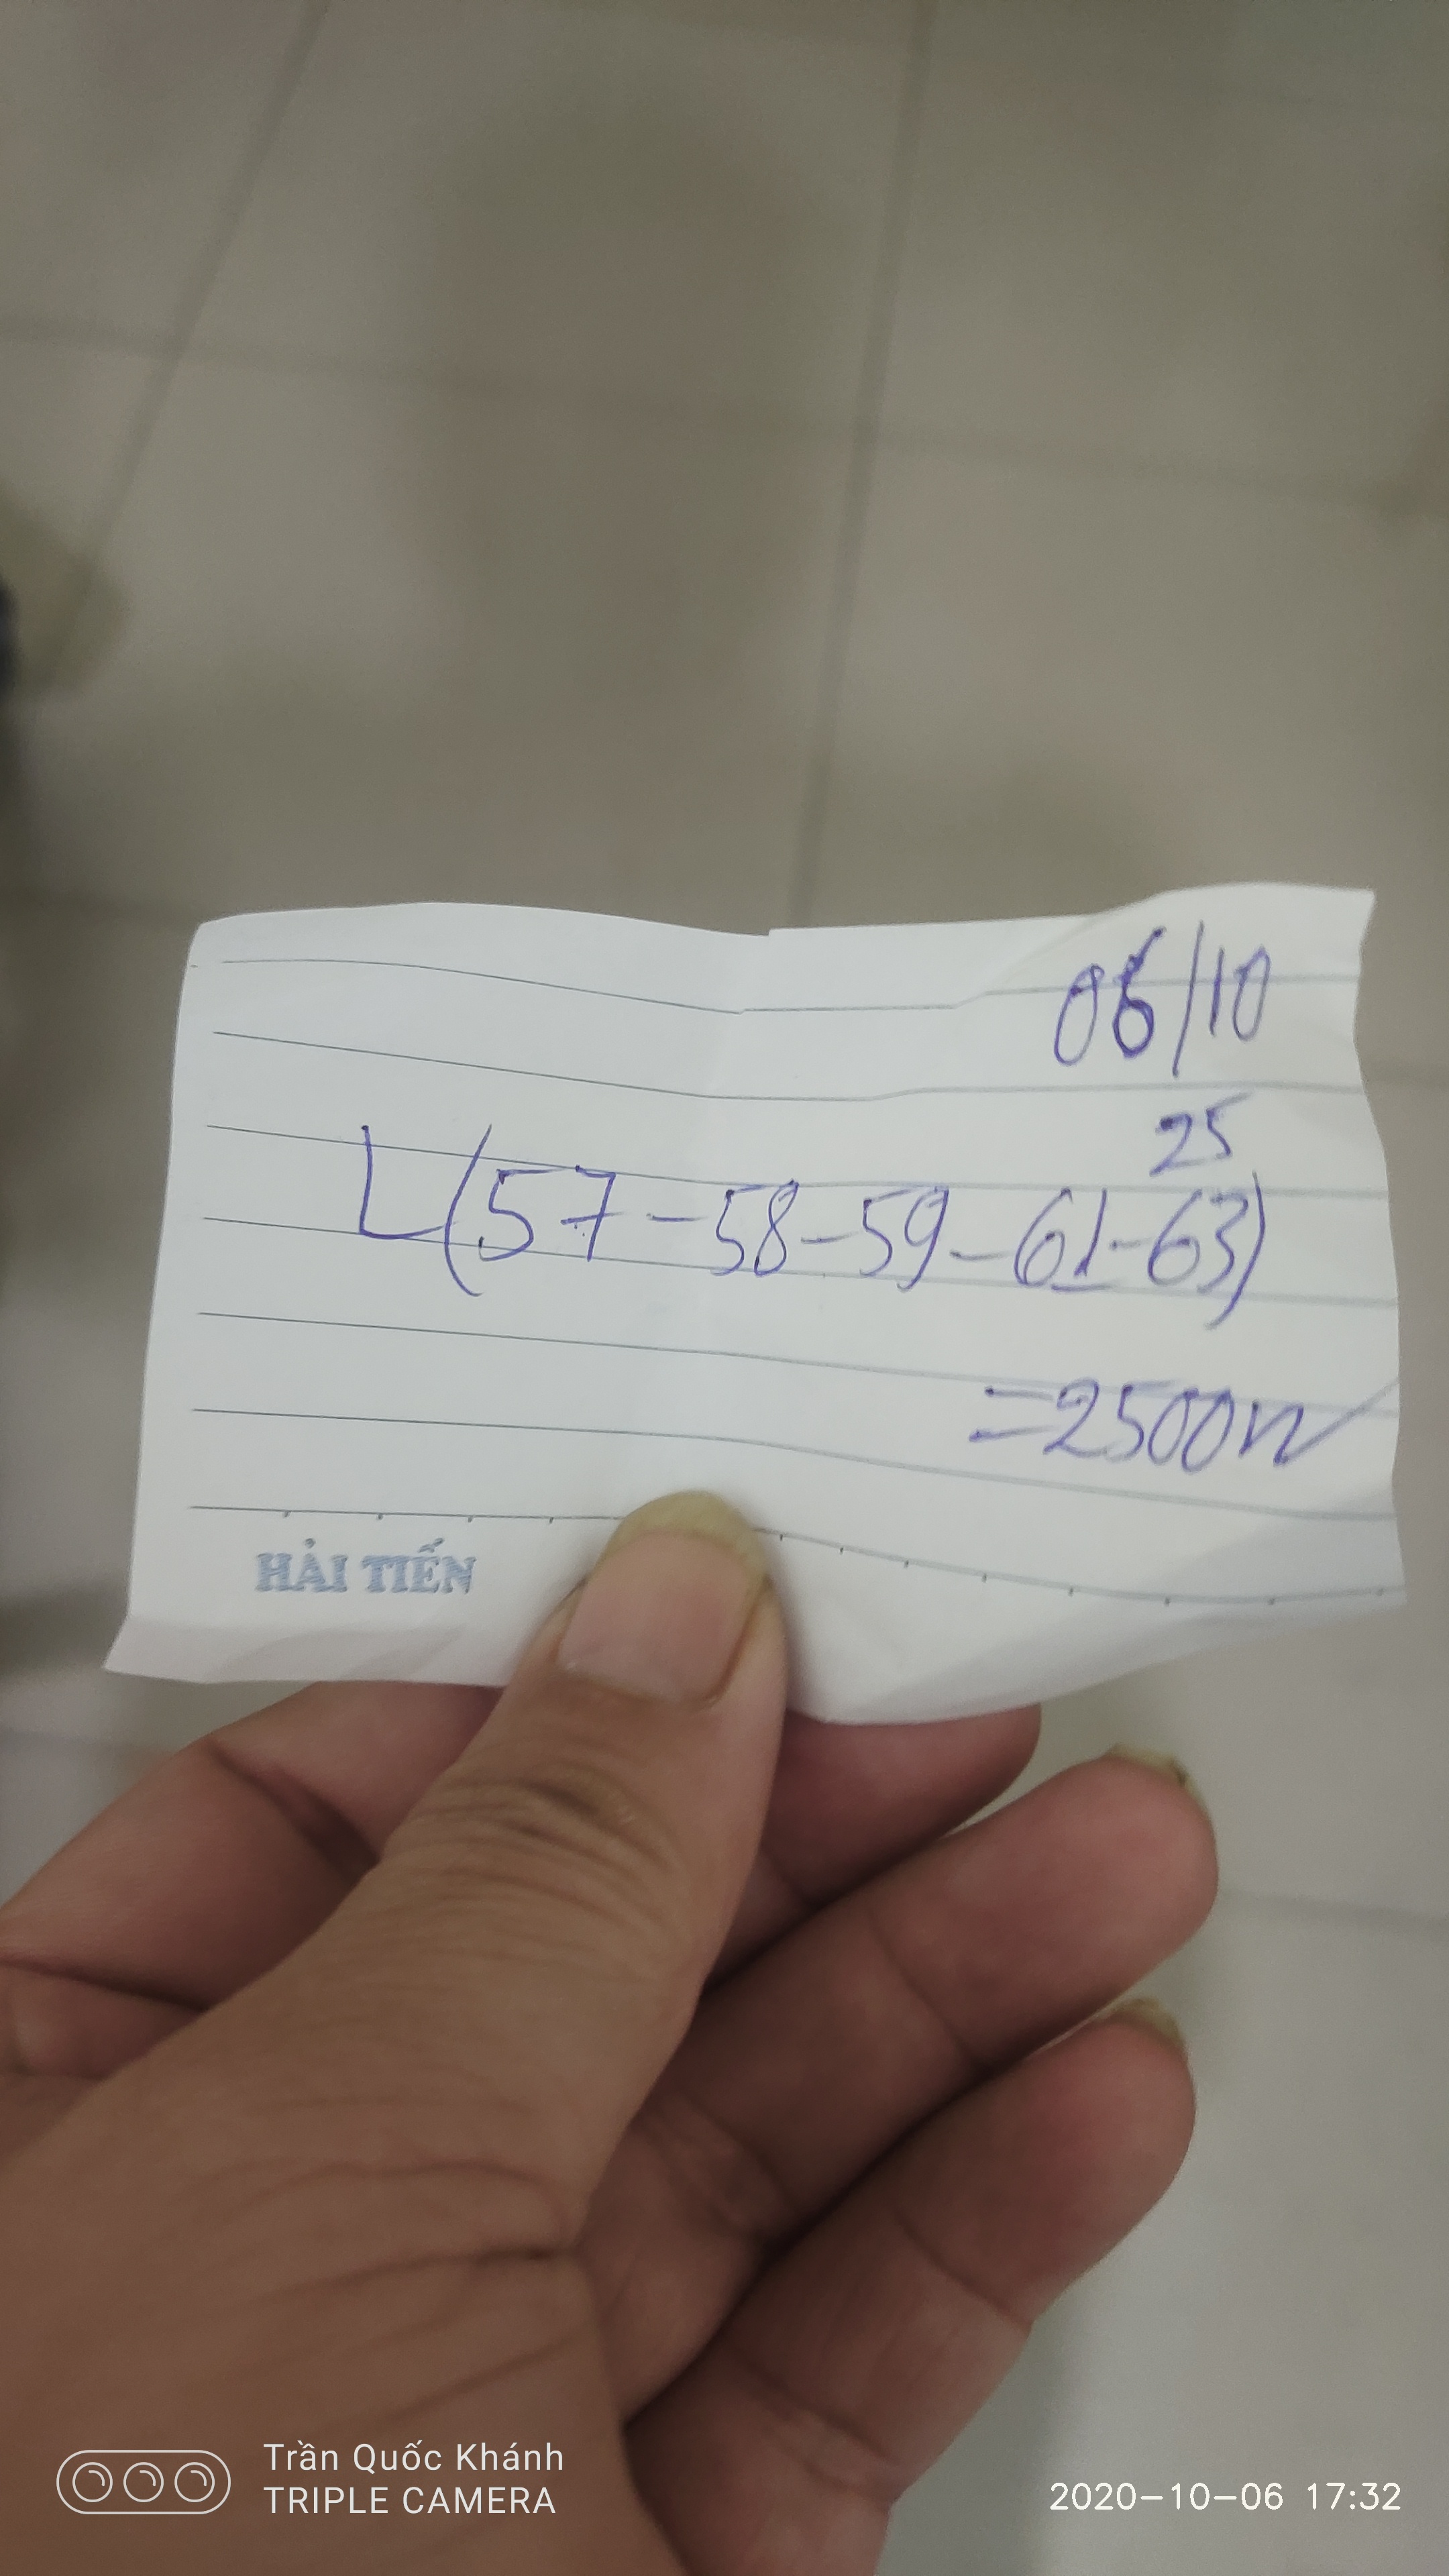 06/10
25
L(57-58-59-61-63)
=2500n
HẢI TIẾN
Trần Quốc Khánh
TRIPLE CAMERA
2020-10-06 17:32